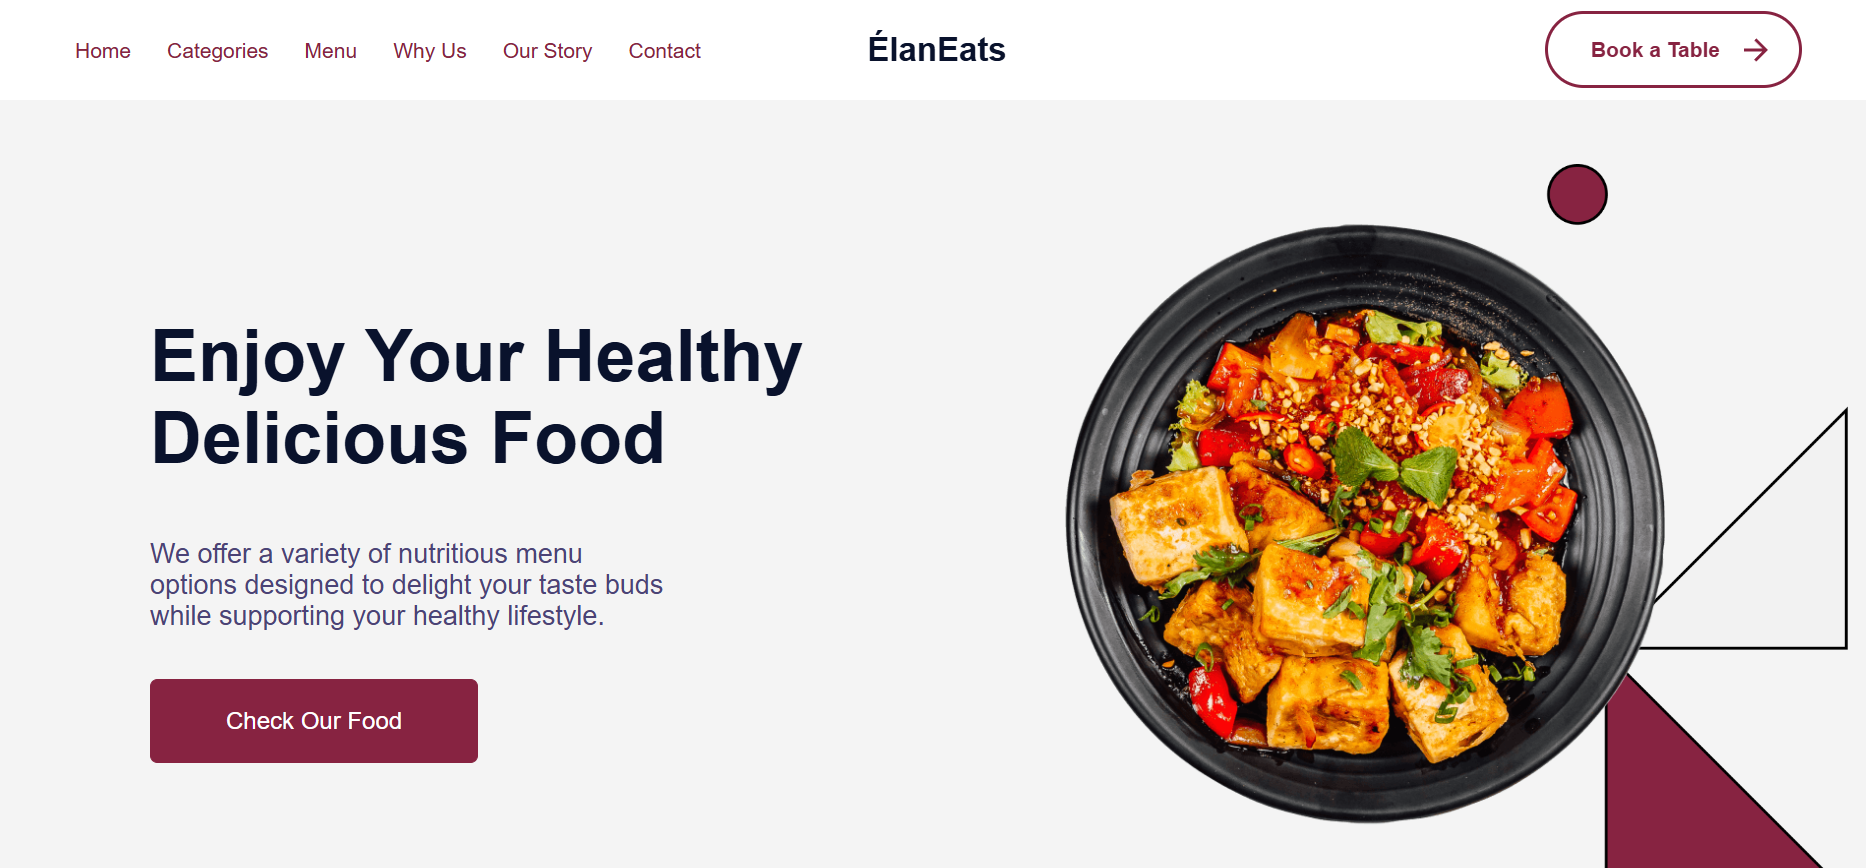 Home Categories Menu Why Us Our Story Contact ÉlanEats Book a Table
Enjoy Your Healthy
Delicious Food
We offer a variety of nutritious menu
options designed to delight your taste buds
while supporting your healthy lifestyle.
Check Our Food